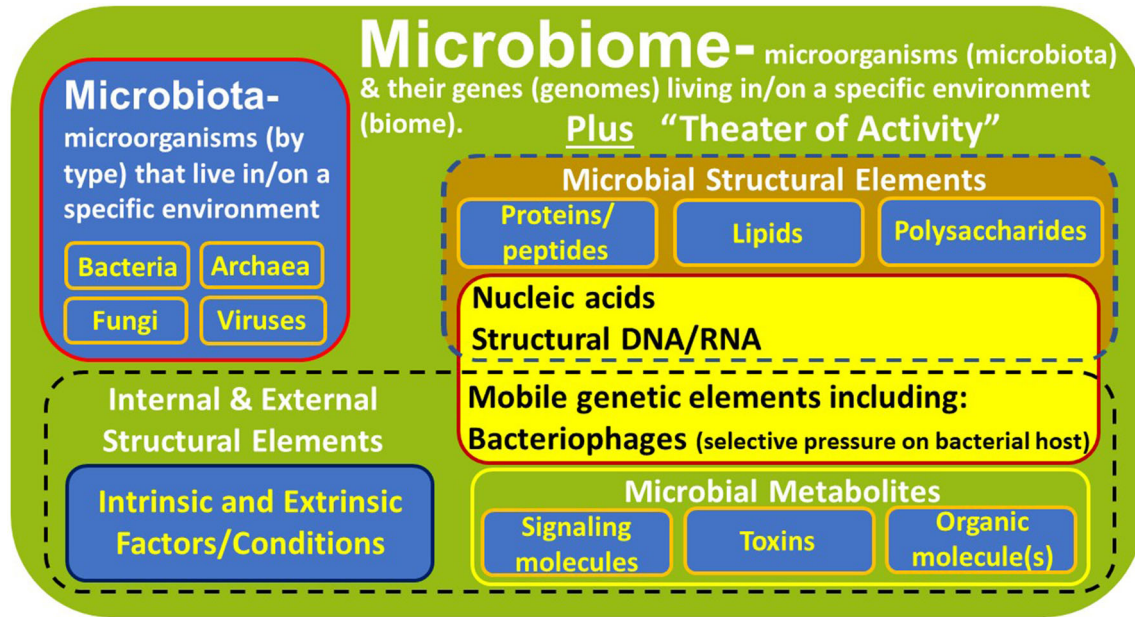 Microbiome- microorganisms (microbiota)
& their genes (genomes) living in/on a specific environment
(biome).
Plus “Theater of Activity”
Microbiota-
microorganisms (by
type) that live in/on a
specific environment
Bacteria
Archaea
Fungi
Viruses
Microbial Structural Elements
Proteins/
peptides
Lipids
Polysaccharides
Nucleic acids
Structural DNA/RNA
Mobile genetic elements including:
Bacteriophages (selective pressure on bacterial host)
Internal & External
Structural Elements
Intrinsic and Extrinsic
Factors/Conditions
Microbial Metabolites
Signaling
molecules
Toxins
Organic
molecule(s)